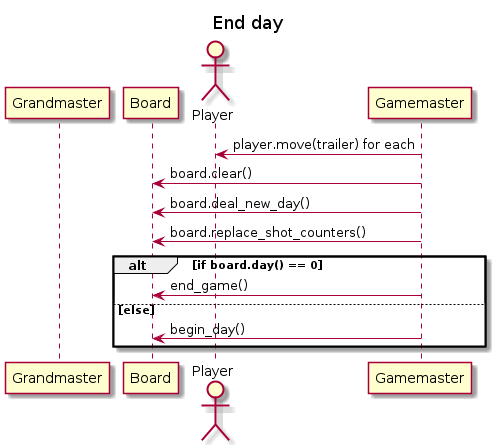 End day
Grandmaster
Board
Player
Gamemaster
player.move(trailer) for each
board.clear()
board.deal_new_day()
board.replace_shot_counters()
alt [if board.day() == 0]
end_game()
[else]
begin_day()
Grandmaster
Board
Player
Gamemaster